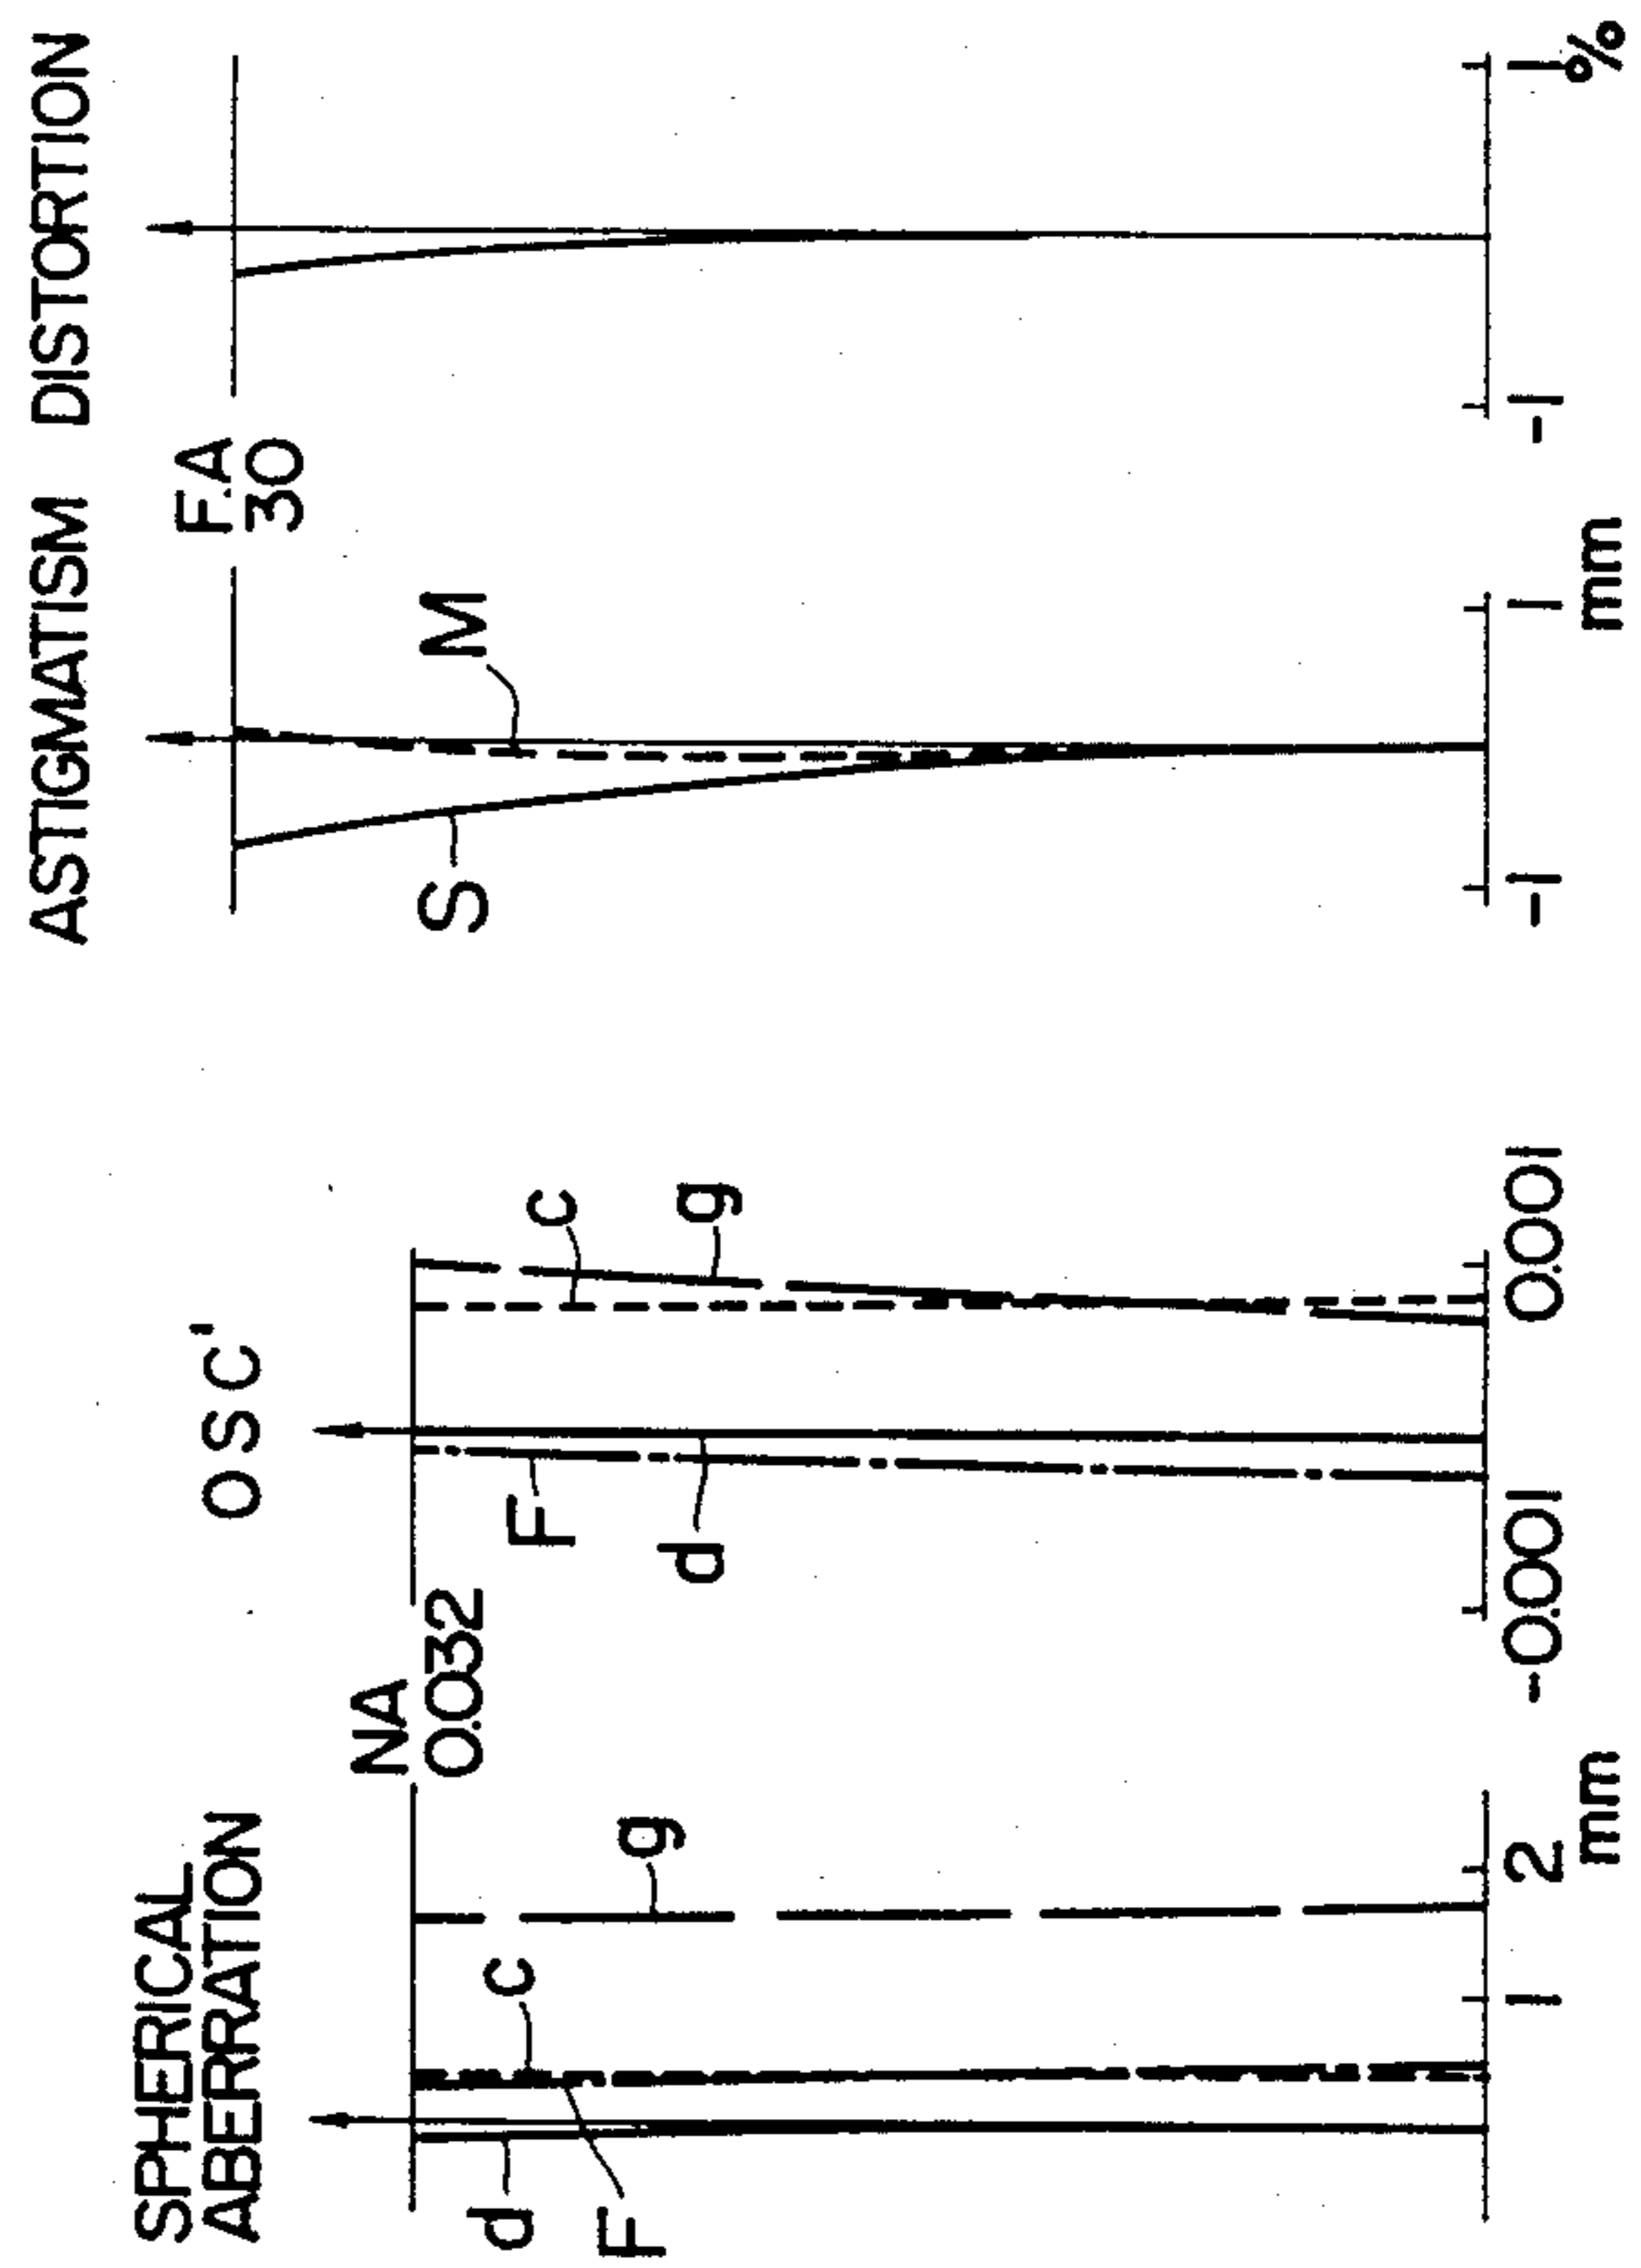 SPHERICAL
ABERRATION
NA
0.032
d
F
c
g
1
2
mm
OSC'
F
d
c
g
-0.001
0.001
ASTIGMATISM
F.A
30
S
M
-1
1
mm
DISTORTION
-1
1%